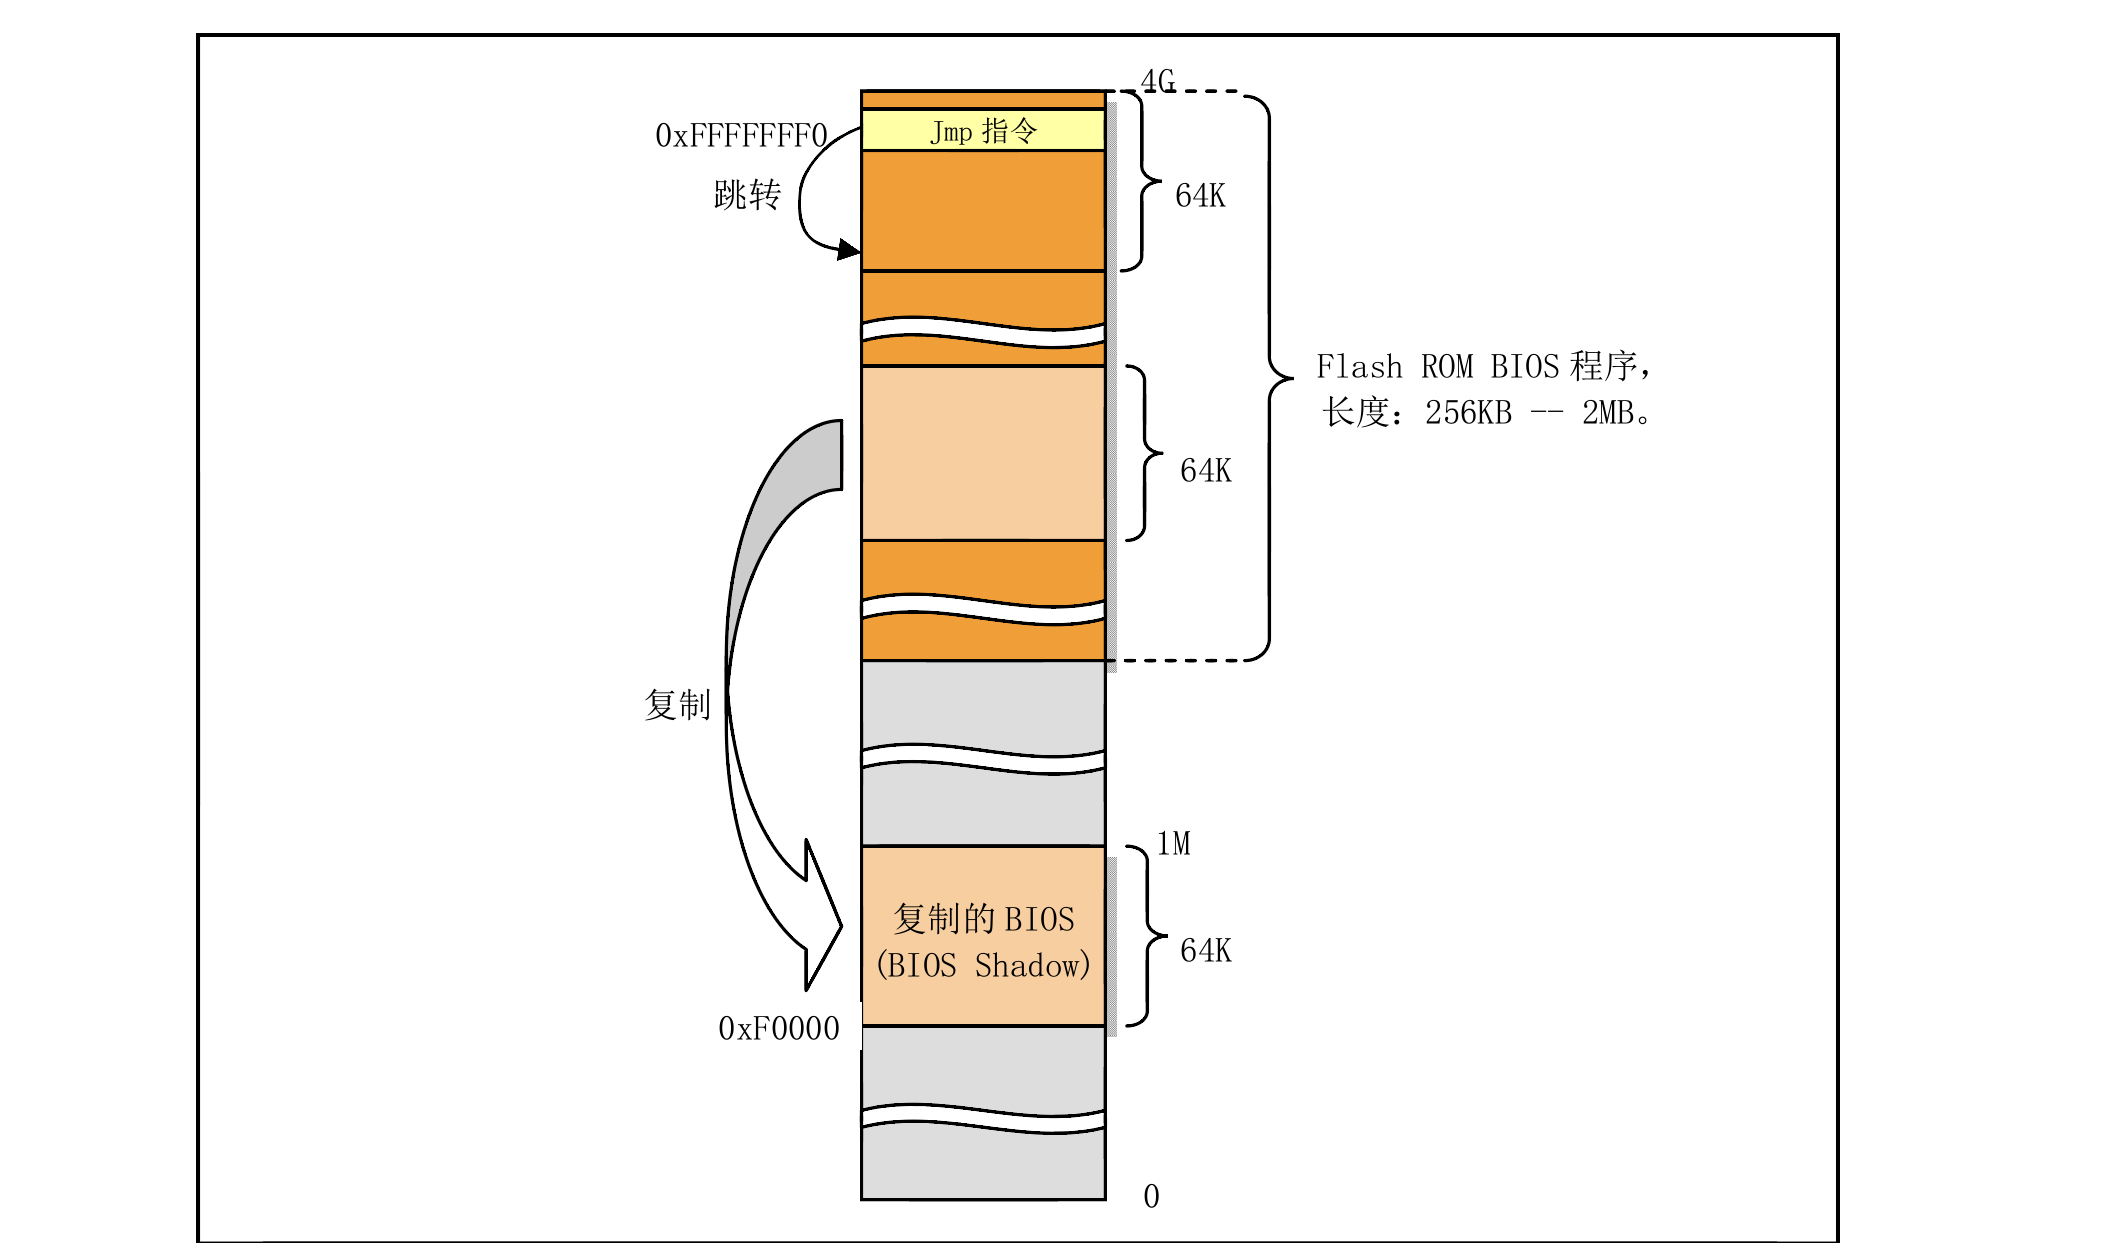 4G
0xFFFFFFF0
Jmp 指令
跳转
64K
Flash ROM BIOS 程序，
长度：256KB -- 2MB。
64K
复制
1M
复制的 BIOS
(BIOS Shadow)
64K
0xF0000
0